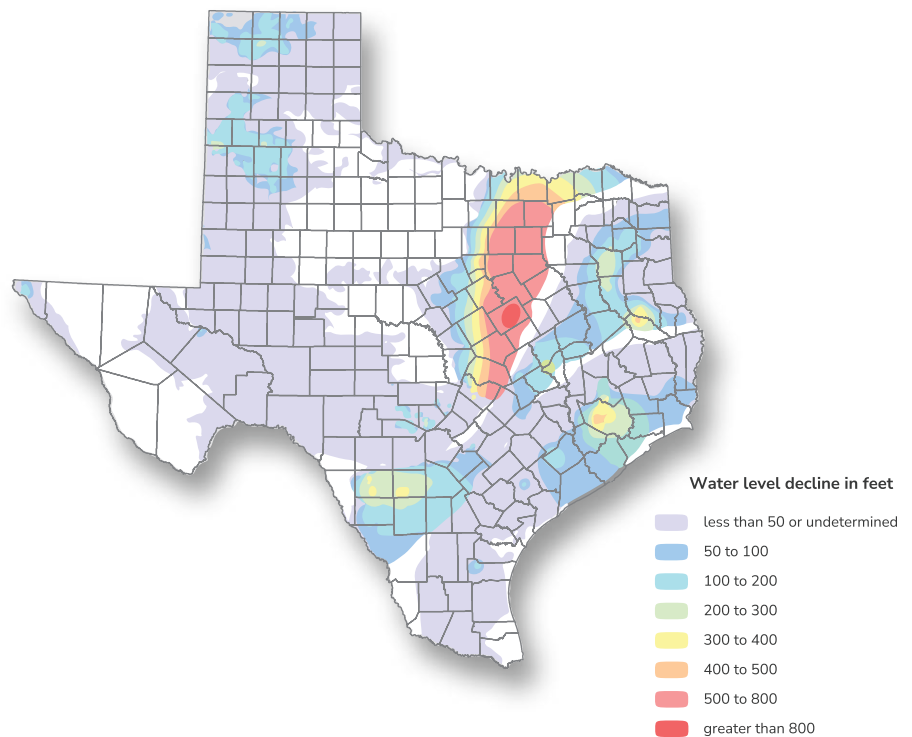 Water level decline in feet
less than 50 or undetermined
50 to 100
100 to 200
200 to 300
300 to 400
400 to 500
500 to 800
greater than 800